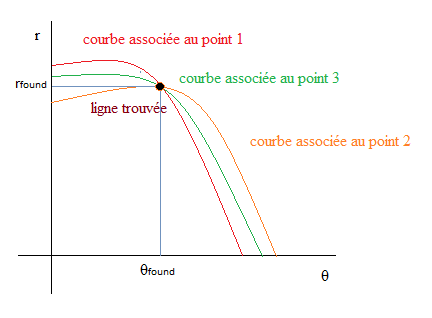 r
courbe associée au point 1
courbe associée au point 3
rfound
ligne trouvée
courbe associée au point 2
θfound
θ